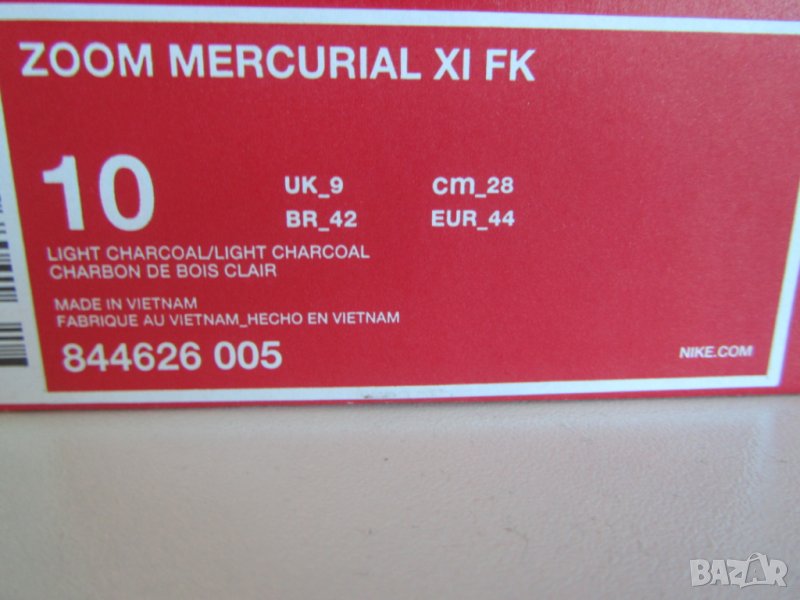 ZOOM MERCURIAL XI FK
10
UK_9 cm_28
BR_42 EUR_44
LIGHT CHARCOAL/LIGHT CHARCOAL
CHARBON DE BOIS CLAIR
MADE IN VIETNAM
FABRIQUE AU VIETNAM_HECHO EN VIETNAM
844626 005
NIKE.COM
BAZAR